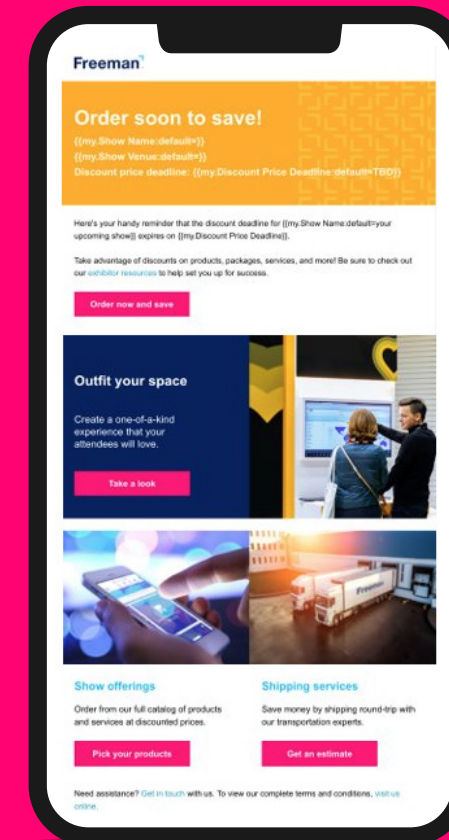 Freeman
Order soon to save!
{{my.Show Name:default=}}
{{my.Show Venue:default=}}
Discount price deadline: {{my.Discount Price Deadline:default=TBD}}
Here's your handy reminder that the discount deadline for {{my.Show Name:default=your
upcoming show}} expires on {{my.Discount Price Deadline}}.
Take advantage of discounts on products, packages, services, and more! Be sure to check out
our exhibitor resources to help set you up for success.
Order now and save
Outfit your space
Create a one-of-a-kind
experience that your
attendees will love.
Take a look
Freeman
Show offerings
Shipping services
Order from our full catalog of products
and services at discounted prices.
Save money by shipping round-trip with
our transportation experts.
Pick your products
Get an estimate
Need assistance? Get in touch with us. To view our complete terms and conditions, visit us
online.